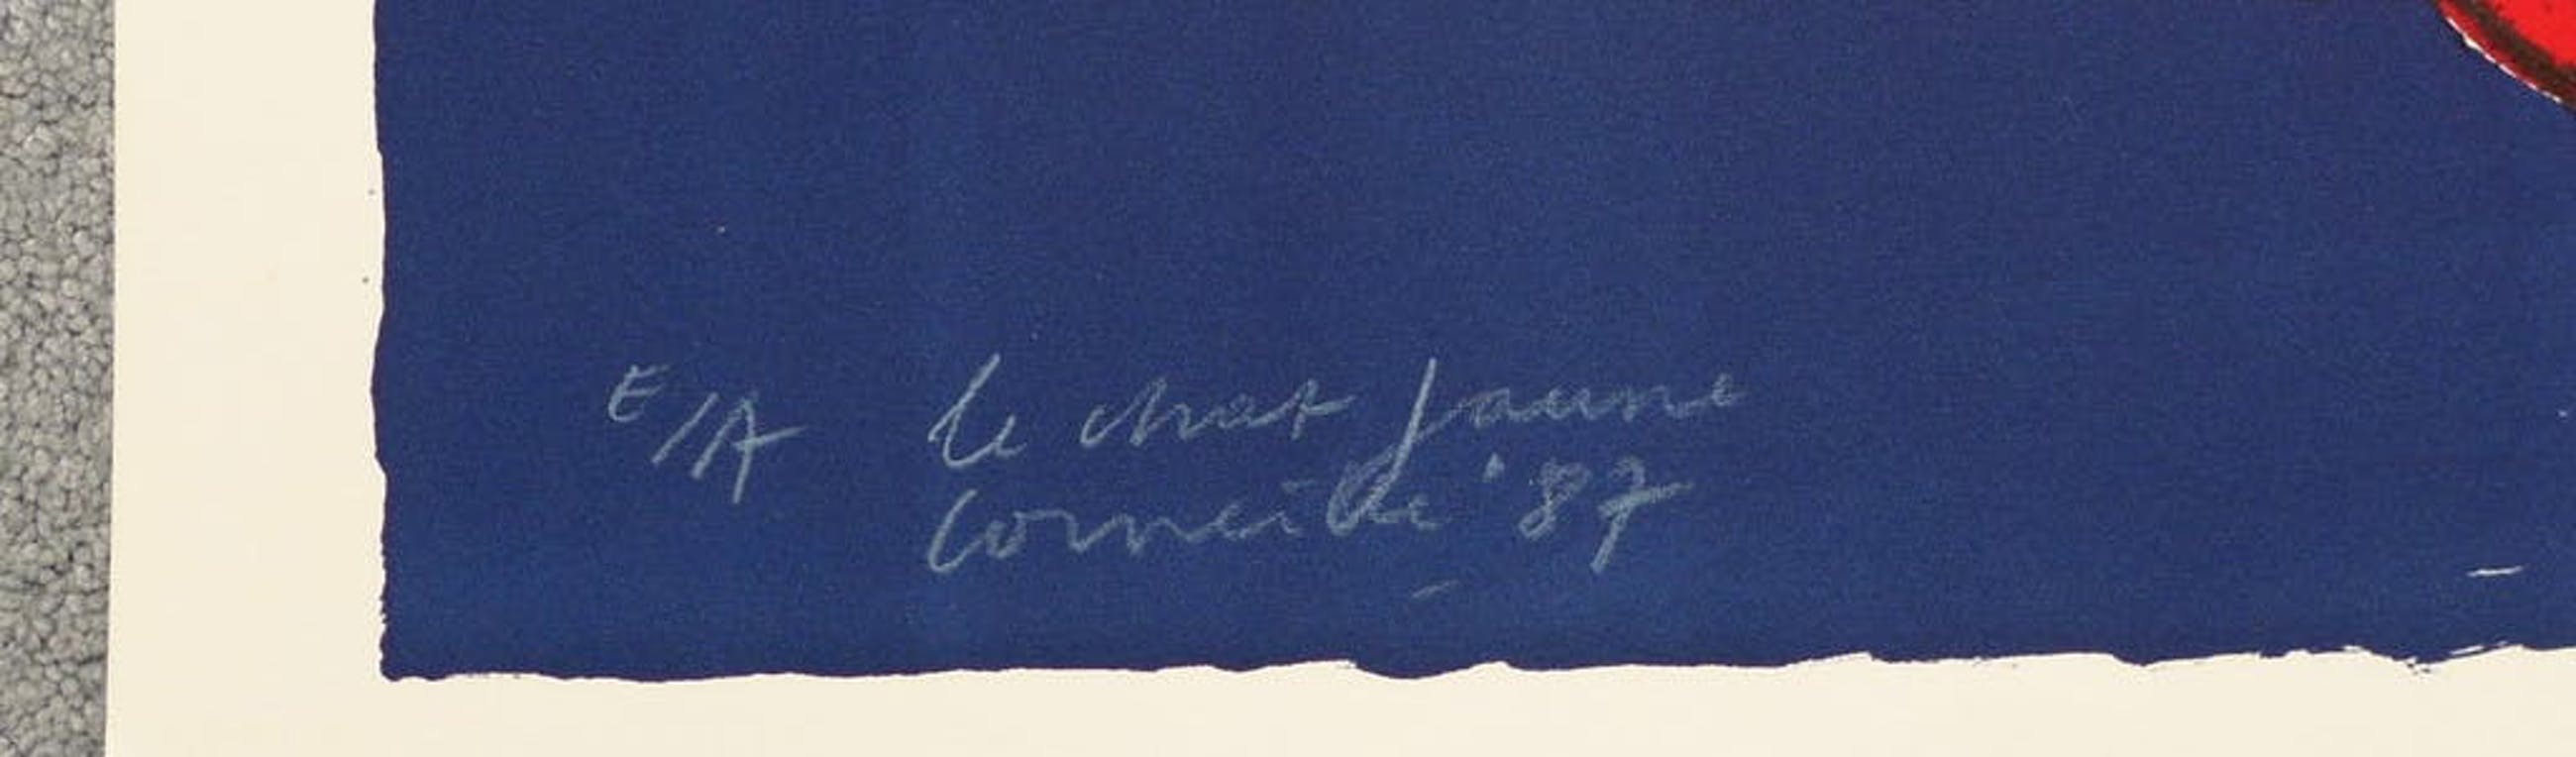 E/A le chat jaune
Corneille '87